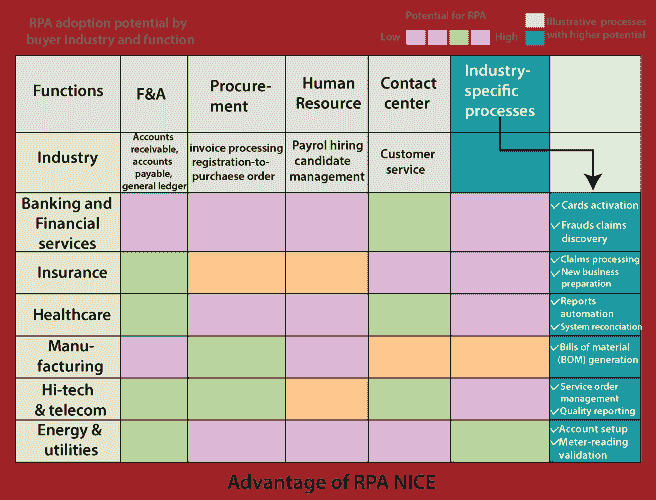 RPA adoption potential by
buyer industry and function
Potential for RPA
Low
High
Illustrative processes
with higher potential
Functions
F&A
Procure-
ment
Human
Resource
Contact
center
Industry-
specific
processes
Industry
Accounts
receivable,
accounts
payable,
general ledger
invoice processing
registration-to-
purchaese order
Payrol hiring
candidate
management
Customer
service
Banking and
Financial
services
Cards activation
Frauds claims
discovery
Insurance
Claims processing
New business
preparation
Healthcare
Reports
automation
System reconciation
Manu-
facturing
Bills of material
(BOM) generation
Hi-tech
& telecom
Service order
management
Quality reporting
Energy &
utilities
Account setup
Meter-reading
validation
Advantage of RPA NICE